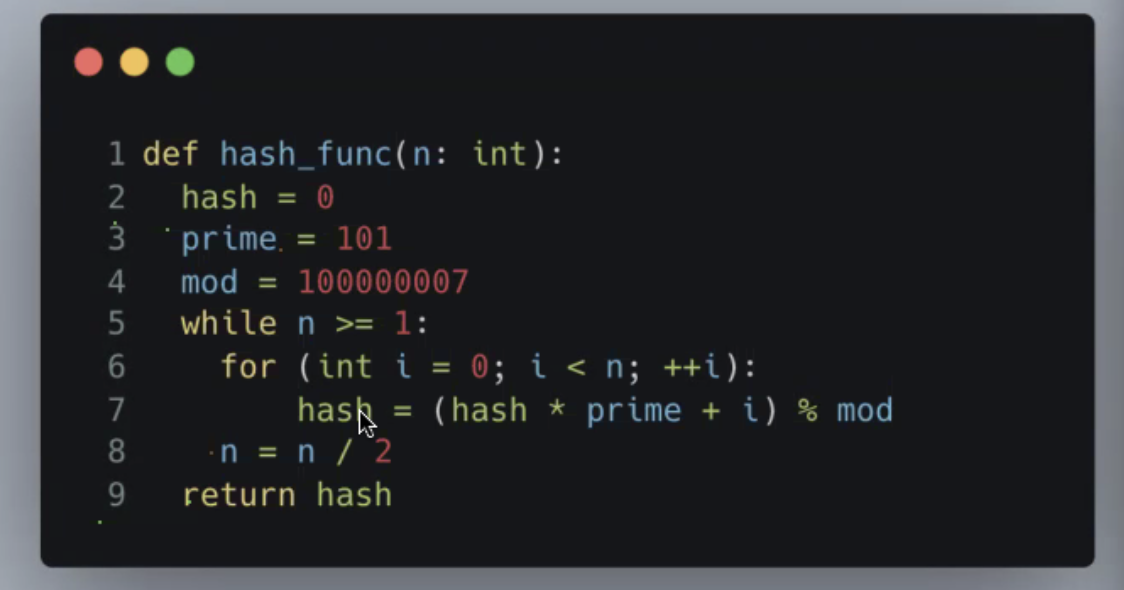 1 def hash_func(n: int):
2   hash = 0
3   prime = 101
4   mod = 100000007
5   while n >= 1:
6     for (int i = 0; i < n; ++i):
7         hash = (hash * prime + i) % mod
8     n = n / 2
9   return hash